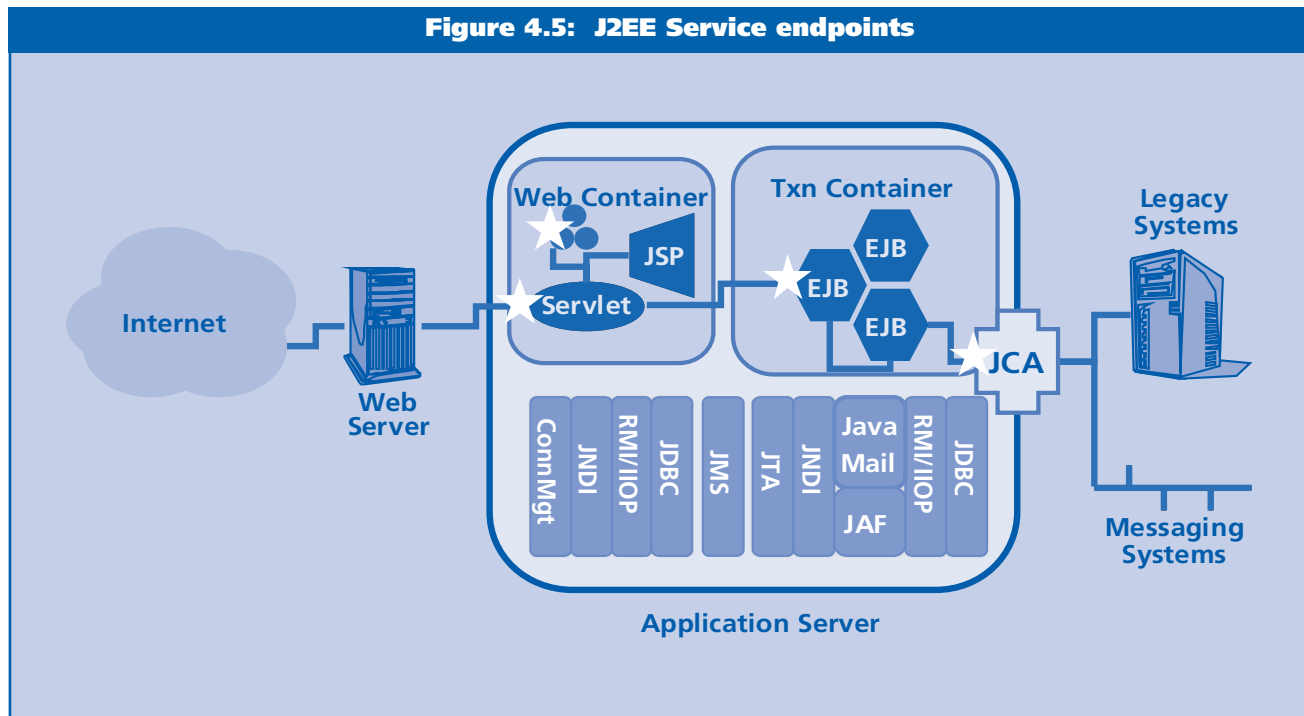 Figure 4.5: J2EE Service endpoints
Internet
Web
Server
Web Container
JSP
Servlet
Txn Container
EJB
EJB
EJB
JCA
Legacy
Systems
Messaging
Systems
ConnMgt
JNDI
RMI/IIOP
JDBC
JMS
JTA
JNDI
Java
Mail
JAF
RMI/IIOP
JDBC
Application Server